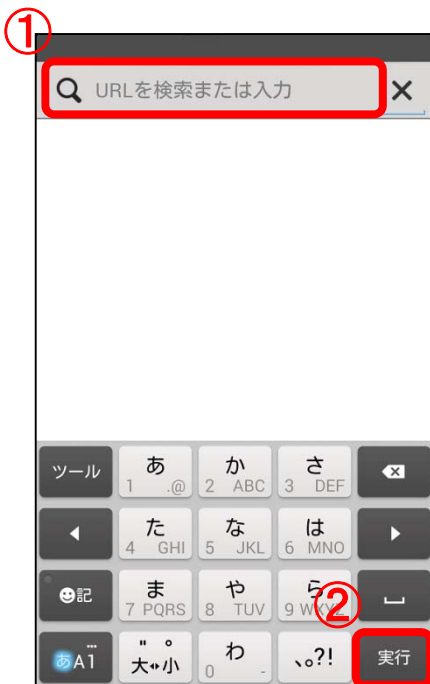 ①
URLを検索または入力
ツール あ 1 .@ か 2 ABC さ 3 DEF
た 4 GHI な 5 JKL は 6 MNO
記 ま 7 PQRS や 8 TUV ら 9 WXYZ
②
あA1 ゛゜ 大⇔小 わ 0 - 、。?! 実行